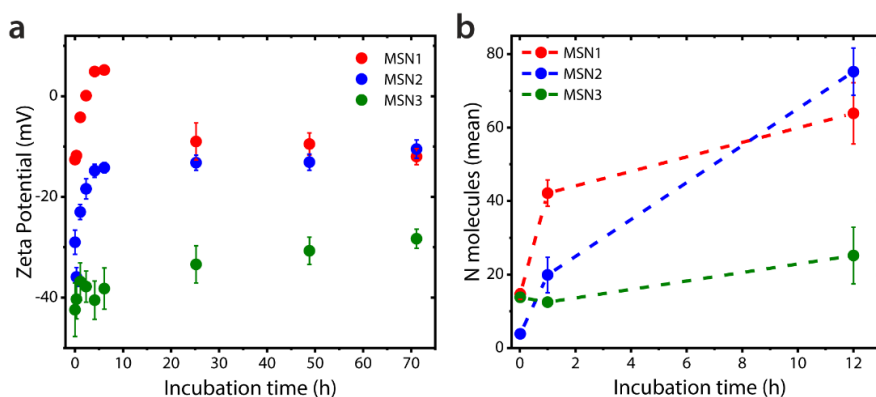 a
MSN1
MSN2
MSN3
0
-20
-40
Zeta Potential (mV)
0 10 20 30 40 50 60 70
Incubation time (h)
b
MSN1
MSN2
MSN3
80
60
40
20
0
N molecules (mean)
0 2 4 6 8 10 12
Incubation time (h)